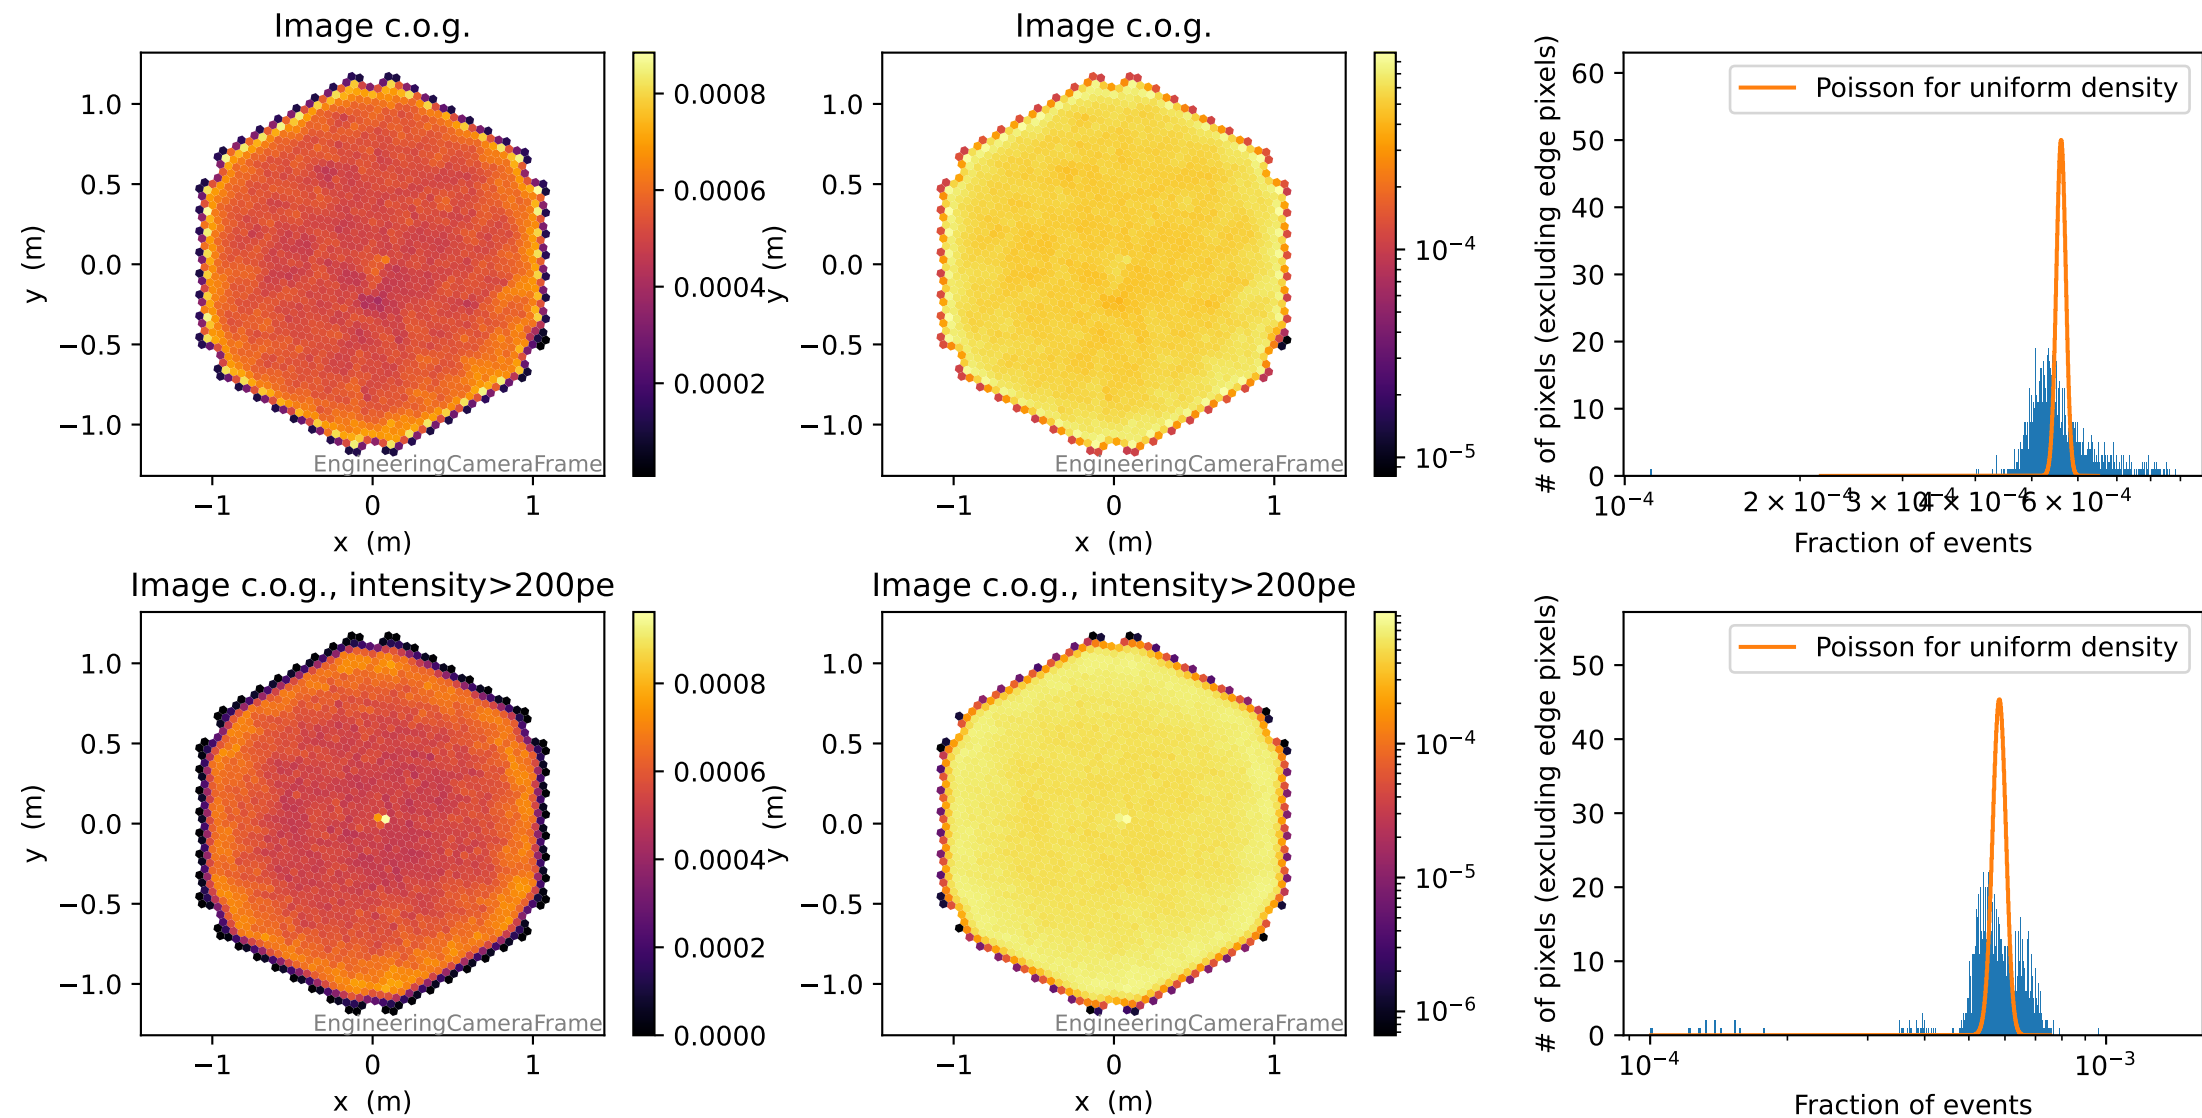 Image c.o.g.
1.0
0.5
0.0
−0.5
−1.0
y (m)
−1
0
1
x (m)
EngineeringCameraFrame
0.0008
0.0006
0.0004
0.0002
Image c.o.g.
1.0
0.5
0.0
−0.5
−1.0
y (m)
−1
0
1
x (m)
EngineeringCameraFrame
10⁻⁴
10⁻⁵
# of pixels (excluding edge pixels)
60
50
40
30
20
10
0
Poisson for uniform density
10⁻⁴
2 × 10⁻⁴
3 × 10⁻⁴
4 × 10⁻⁴
6 × 10⁻⁴
Fraction of events
Image c.o.g., intensity>200pe
1.0
0.5
0.0
−0.5
−1.0
y (m)
−1
0
1
x (m)
EngineeringCameraFrame
0.0008
0.0006
0.0004
0.0002
0.0000
Image c.o.g., intensity>200pe
1.0
0.5
0.0
−0.5
−1.0
y (m)
−1
0
1
x (m)
EngineeringCameraFrame
10⁻⁴
10⁻⁵
10⁻⁶
# of pixels (excluding edge pixels)
50
40
30
20
10
0
Poisson for uniform density
10⁻⁴
10⁻³
Fraction of events